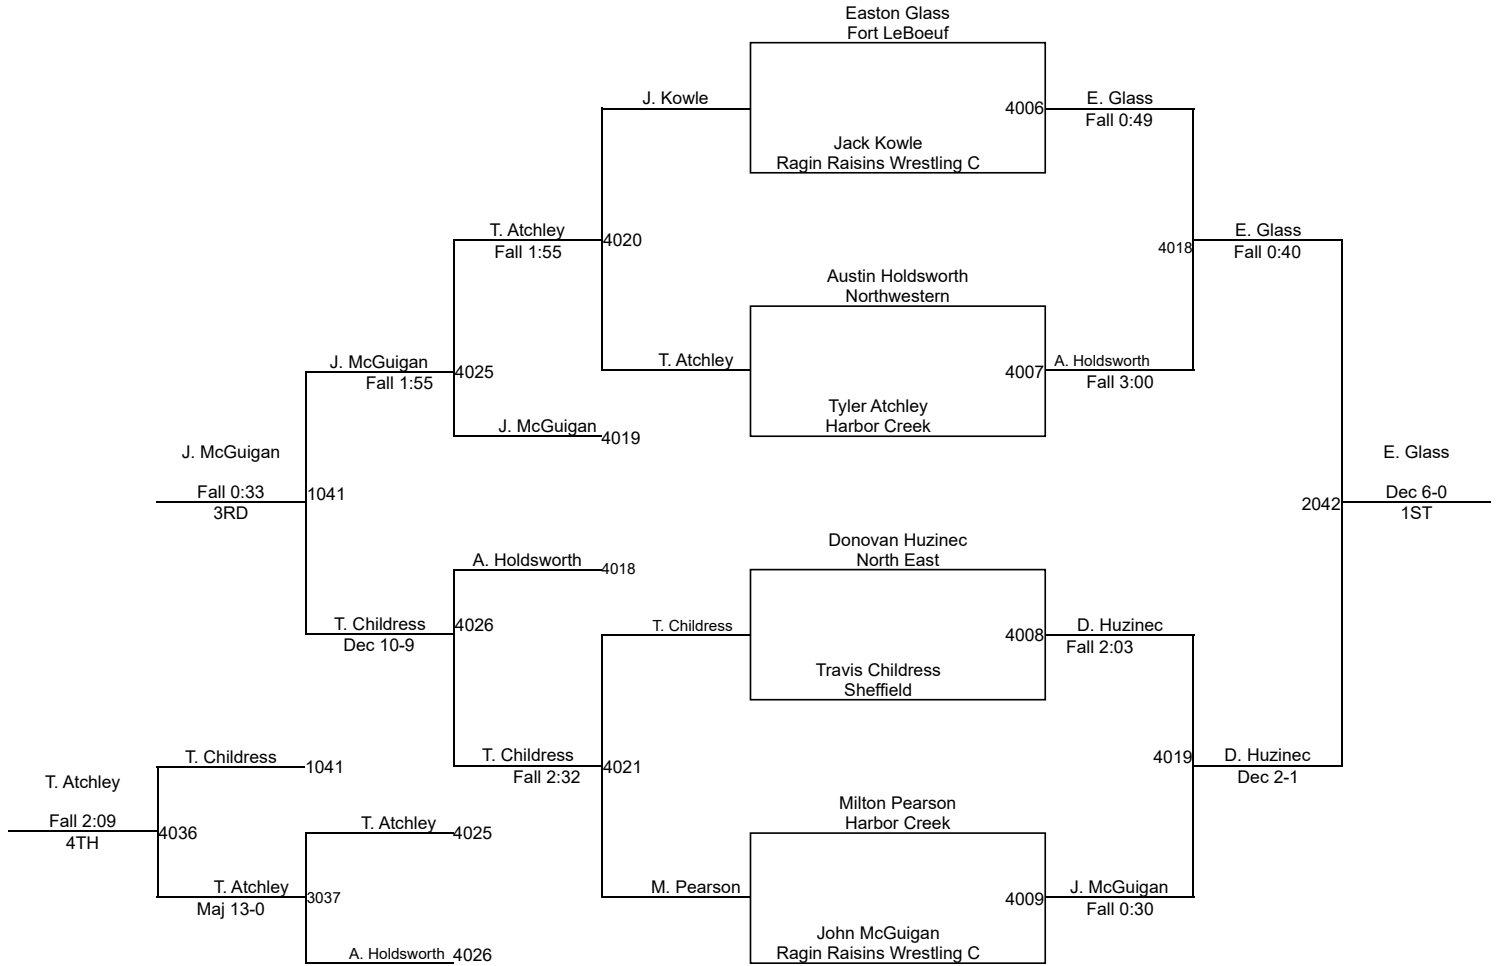 Easton Glass
Fort LeBoeuf
J. Kowle
4006
E. Glass
Fall 0:49
Jack Kowle
Ragin Raisins Wrestling C
T. Atchley
Fall 1:55
4020
4018
E. Glass
Fall 0:40
Austin Holdsworth
Northwestern
T. Atchley
4007
A. Holdsworth
Fall 3:00
J. McGuigan
Fall 1:55
4025
Tyler Atchley
Harbor Creek
J. McGuigan
4019
J. McGuigan
Fall 0:33
3RD
1041
E. Glass
2042
Dec 6-0
1ST
Donovan Huzinec
North East
A. Holdsworth
4018
T. Childress
Dec 10-9
4026
T. Childress
4008
D. Huzinec
Fall 2:03
Travis Childress
Sheffield
T. Childress
1041
T. Childress
Fall 2:32
4021
4019
D. Huzinec
Dec 2-1
T. Atchley
Fall 2:09
4TH
4036
T. Atchley
4025
Milton Pearson
Harbor Creek
T. Atchley
Maj 13-0
3037
M. Pearson
4009
J. McGuigan
Fall 0:30
John McGuigan
Ragin Raisins Wrestling C
A. Holdsworth
4026